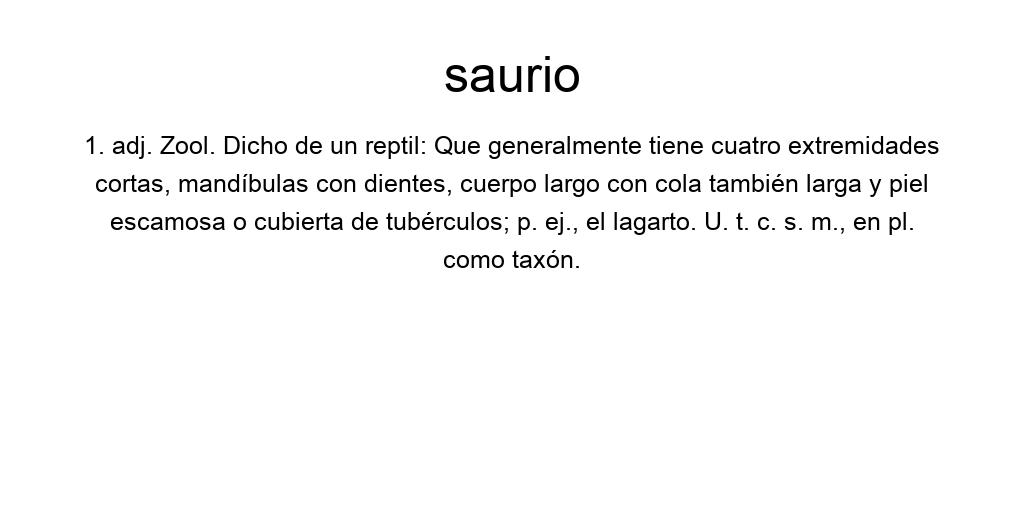 saurio
1. adj. Zool. Dicho de un reptil: Que generalmente tiene cuatro extremidades
cortas, mandíbulas con dientes, cuerpo largo con cola también larga y piel
escamosa o cubierta de tubérculos; p. ej., el lagarto. U. t. c. s. m., en pl.
como taxón.